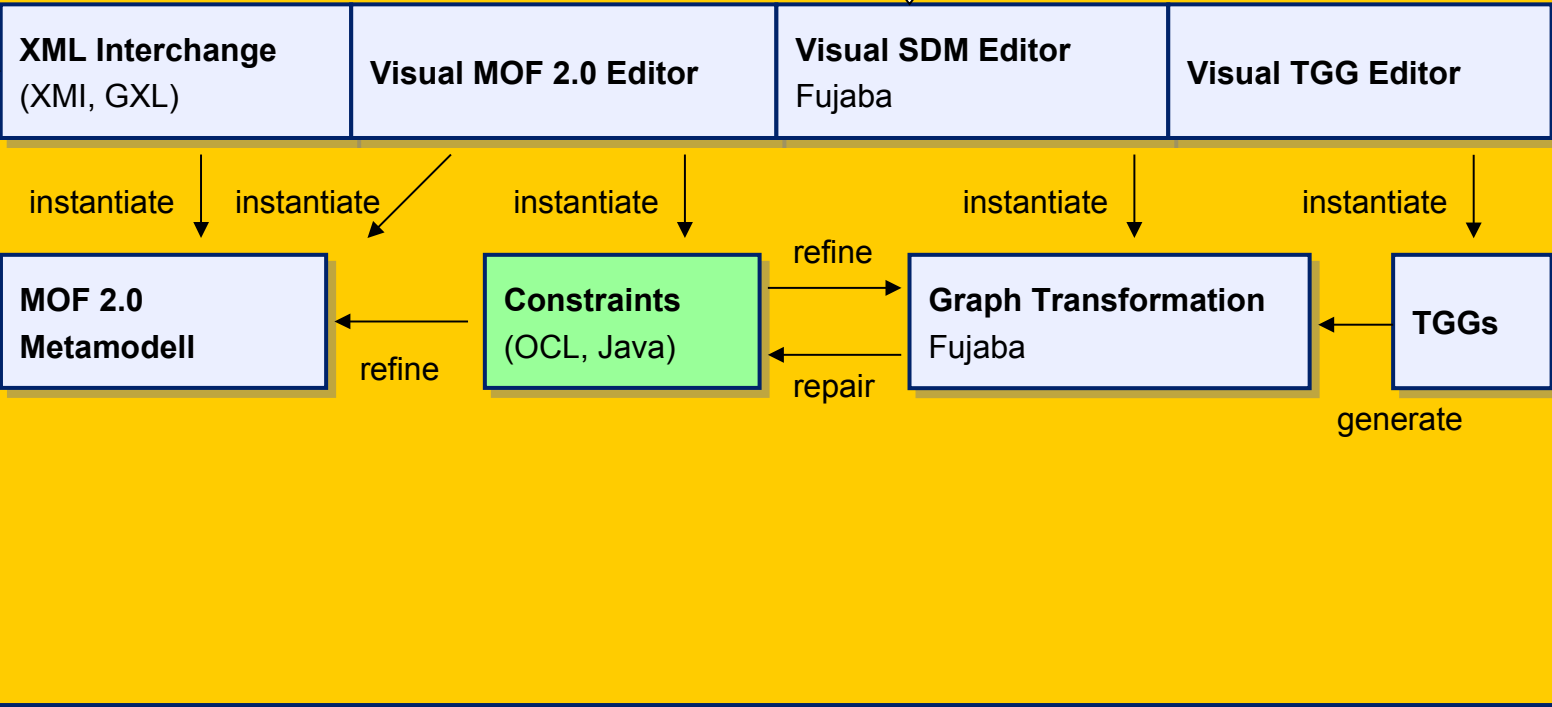 XML Interchange
(XMI, GXL)
Visual MOF 2.0 Editor
Visual SDM Editor
Fujaba
Visual TGG Editor
instantiate
instantiate
instantiate
instantiate
instantiate
refine
MOF 2.0
Metamodell
Constraints
(OCL, Java)
Graph Transformation
Fujaba
TGGs
refine
repair
generate